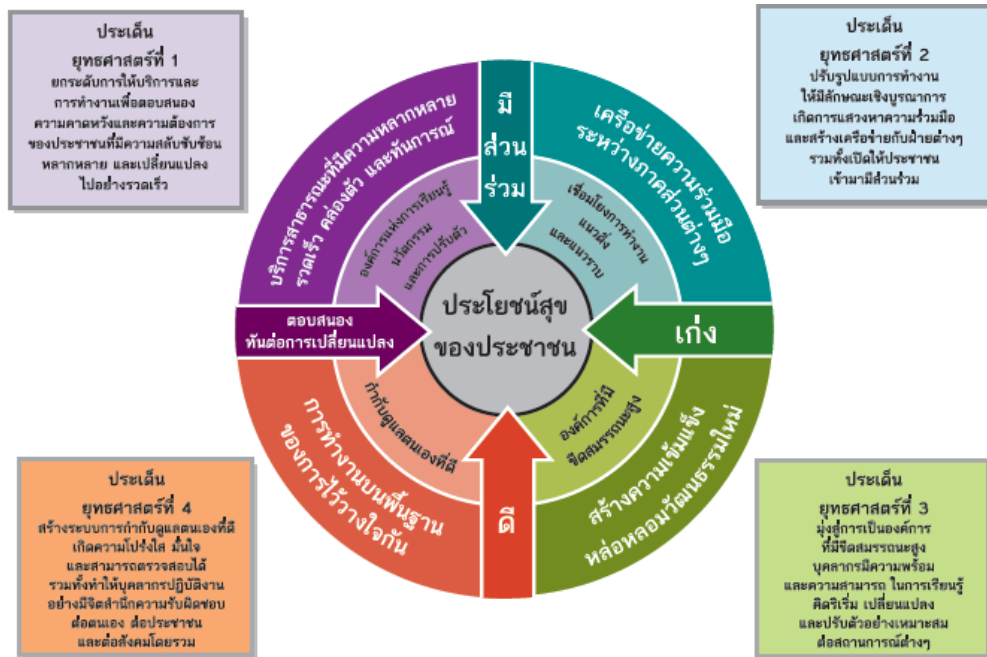 ประเด็น
ยุทธศาสตร์ที่ 1
ยกระดับการให้บริการและ
การทำงานเพื่อตอบสนอง
ความคาดหวังและความต้องการ
ของประชาชนที่มีความสลับซับซ้อน
หลากหลาย และเปลี่ยนแปลง
ไปอย่างรวดเร็ว
ประเด็น
ยุทธศาสตร์ที่ 2
ปรับรูปแบบการทำงาน
ให้มีลักษณะเชิงบูรณาการ
เกิดการแสวงหาความร่วมมือ
และสร้างเครือข่ายกับฝ่ายต่างๆ
รวมทั้งเปิดให้ประชาชน
เข้ามามีส่วนร่วม
บริการสาธารณะที่มีความหลากหลาย
รวดเร็ว คล่องตัว และทันการณ์
มี
ส่วน
ร่วม
เครือข่ายความร่วมมือ
ระหว่างภาคส่วนต่างๆ
องค์การแห่งการเรียนรู้
นวัตกรรม
และการปรับตัว
เชื่อมโยงการทำงาน
แนวดิ่ง
และแนวราบ
ตอบสนอง
ทันต่อการเปลี่ยนแปลง
ประโยชน์สุข
ของประชาชน
เก่ง
กำกับดูแลตนเองที่ดี
องค์การที่มี
ขีดสมรรถนะสูง
การทำงานบนพื้นฐาน
ของการไว้วางใจกัน
ดี
สร้างความเข้มแข็ง
หล่อหลอมวัฒนธรรมใหม่
ประเด็น
ยุทธศาสตร์ที่ 4
สร้างระบบการกำกับดูแลตนเองที่ดี
เกิดความโปร่งใส มั่นใจ
และสามารถตรวจสอบได้
รวมทั้งทำให้บุคลากรปฏิบัติงาน
อย่างมีจิตสำนึกความรับผิดชอบ
ต่อตนเอง ต่อประชาชน
และต่อสังคมโดยรวม
ประเด็น
ยุทธศาสตร์ที่ 3
มุ่งสู่การเป็นองค์การ
ที่มีขีดสมรรถนะสูง
บุคลากรมีความพร้อม
และความสามารถ ในการเรียนรู้
คิดริเริ่ม เปลี่ยนแปลง
และปรับตัวอย่างเหมาะสม
ต่อสถานการณ์ต่างๆ